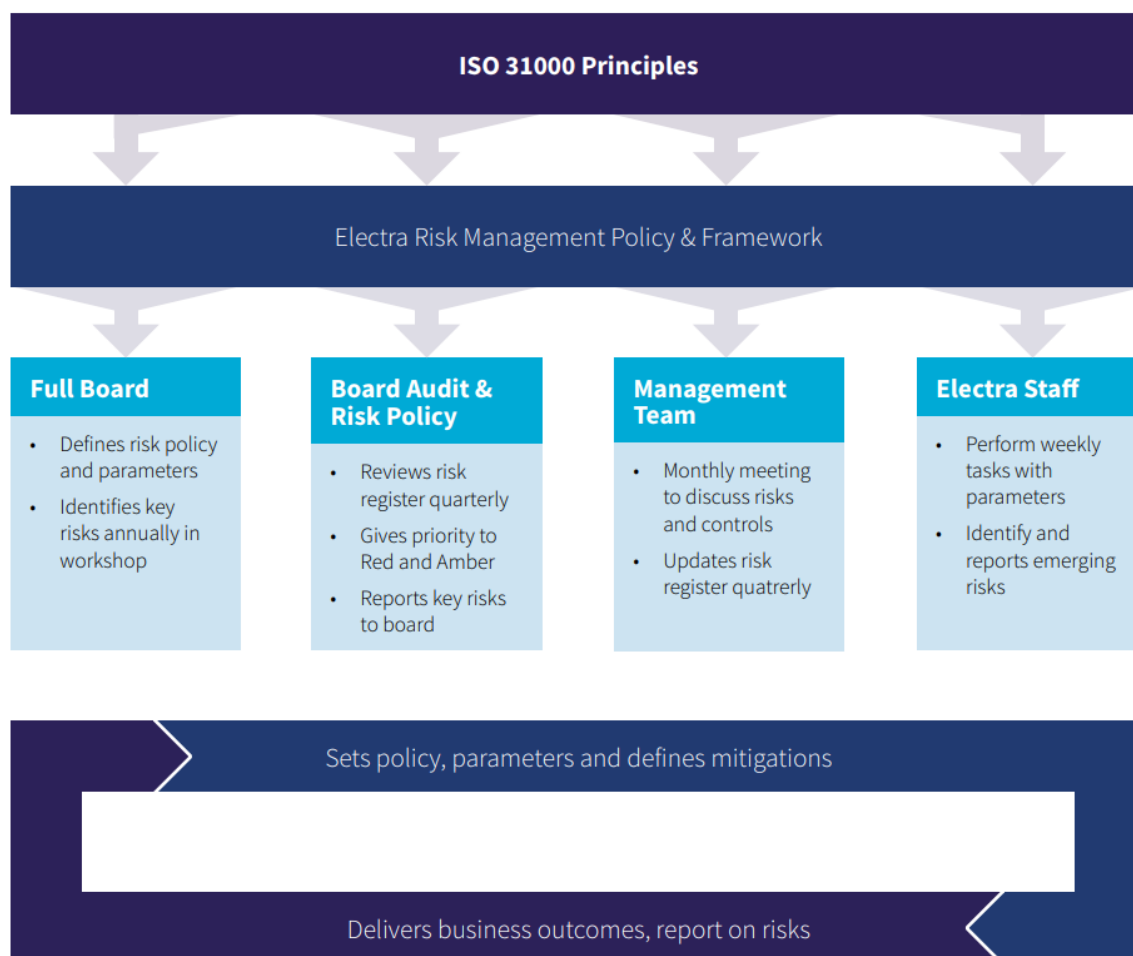 ISO 31000 Principles
Electra Risk Management Policy & Framework
Full Board
• Defines risk policy
and parameters
• Identifies key
risks annually in
workshop
Board Audit &
Risk Policy
• Reviews risk
register quarterly
• Gives priority to
Red and Amber
• Reports key risks
to board
Management
Team
• Monthly meeting
to discuss risks
and controls
• Updates risk
register quatrerly
Electra Staff
• Perform weekly
tasks with
parameters
• Identify and
reports emerging
risks
Sets policy, parameters and defines mitigations
Delivers business outcomes, report on risks